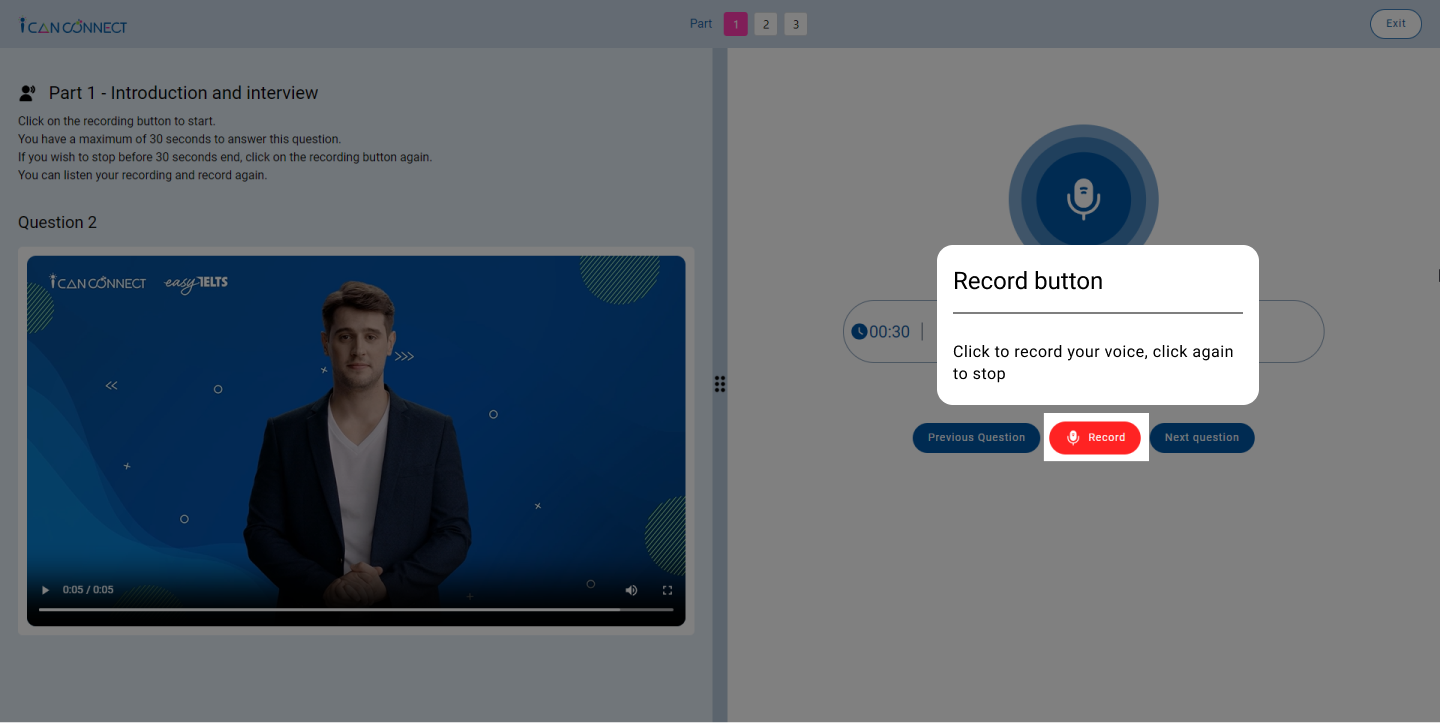 iCAN CONNECT
Part 1 2 3
Exit
Part 1 - Introduction and interview
Click on the recording button to start.
You have a maximum of 30 seconds to answer this question.
If you wish to stop before 30 seconds end, click on the recording button again.
You can listen your recording and record again.
Question 2
iCAN CONNECT easy IELTS
0:05 / 0:05
Record button
Click to record your voice, click again
to stop
00:30
Previous Question
Record
Next question